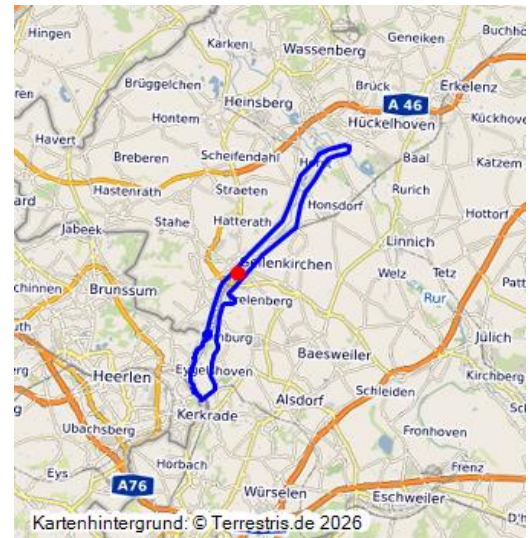 Hingen
Karken
Geneiken
Wassenberg
Buchho
Brüggelchen
Brück
Erkelenz
Heinsberg
A 46
Hontem
Hückelhoven
Kückhove
Havert
Breberen
Scheifendahl
Baal
Katzem
Hastenrath
Straeten
Rurich
Honsdorf
Hottorf
Jabeek
Stahe
Hatterath
Linnich
Schinnen
Welz
Tetz
Brunssum
Rur
Jülich
Baesweiler
Kirchberg
Heerlen
Schleiden
Alsdorf
Kerkrade
Ubachsberg
Fronhoven
Eys
Horbach
Frenz
A76
Würselen
Eschweiler
D'h
Kartenhintergrund: © Terrestris.de 2026